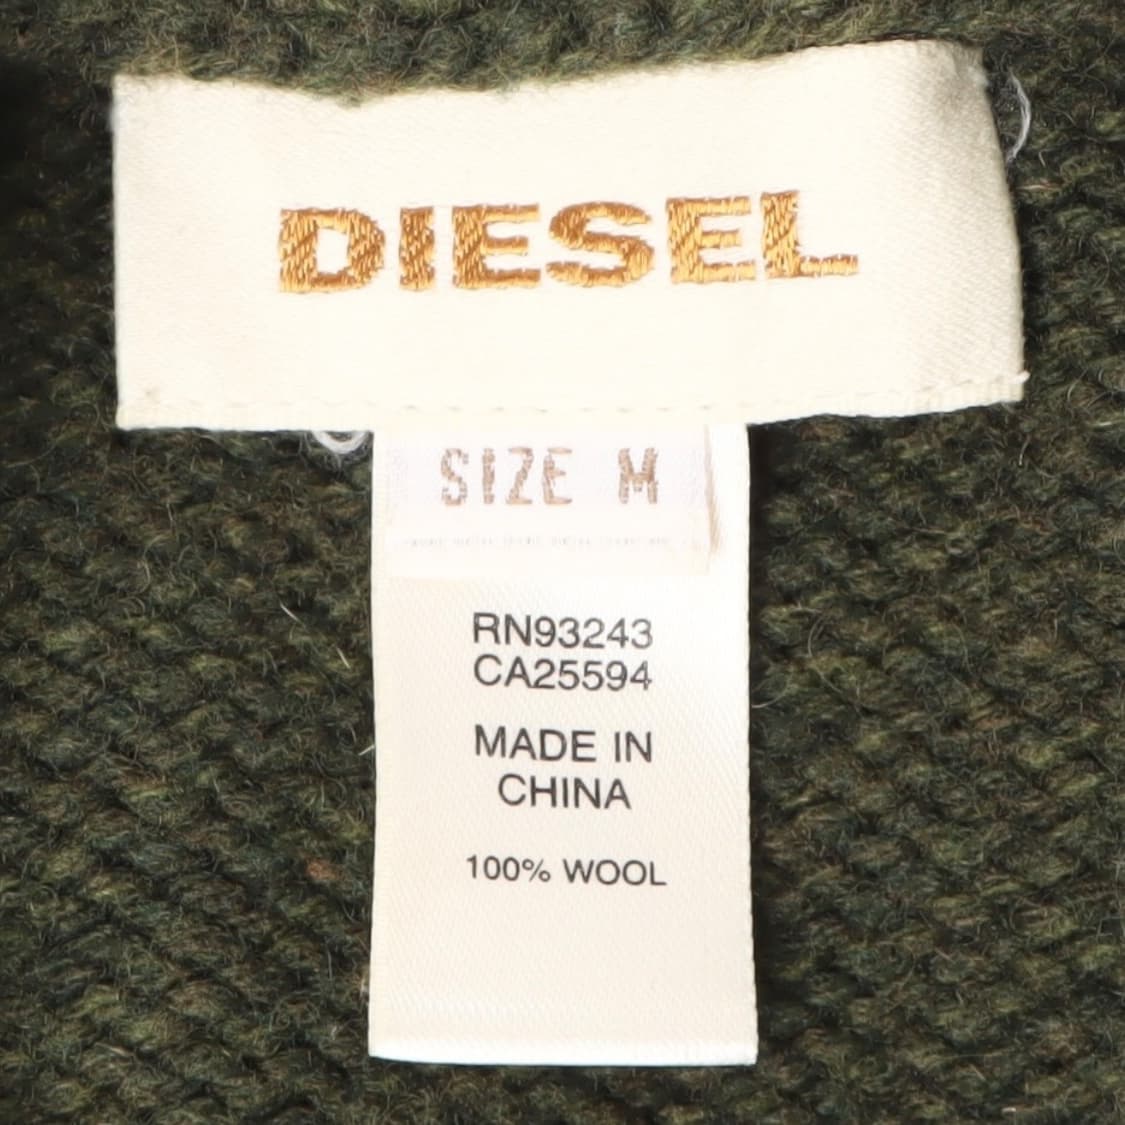 DIESEL
SIZE M
RN93243
CA25594
MADE IN
CHINA
100% WOOL